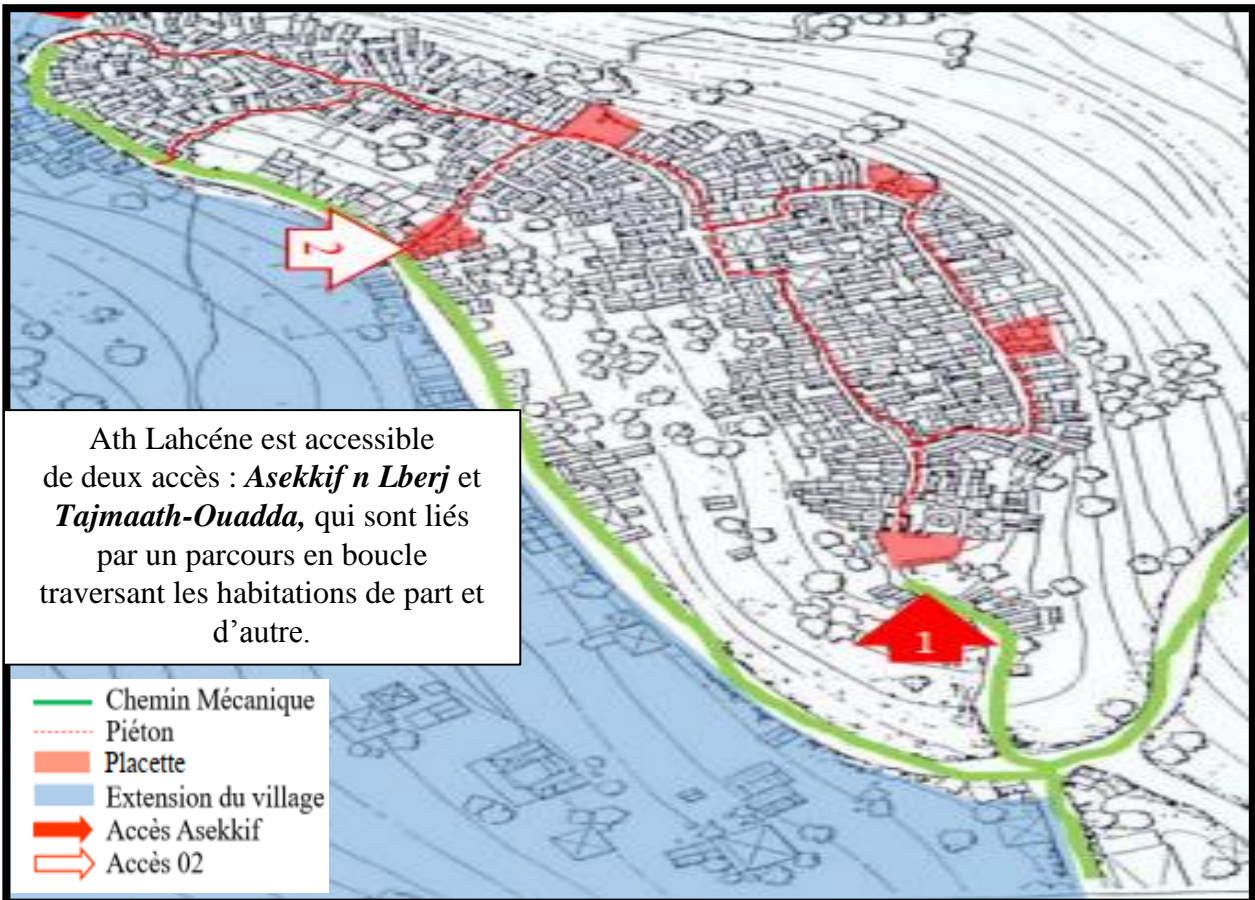 2
Ath Lahcéne est accessible
de deux accès : Asekkif n Lberj et
Tajmaath-Ouadda, qui sont liés
par un parcours en boucle
traversant les habitations de part et
d’autre.
1
Chemin Mécanique
Piéton
Placette
Extension du village
Accès Asekkif
Accès 02